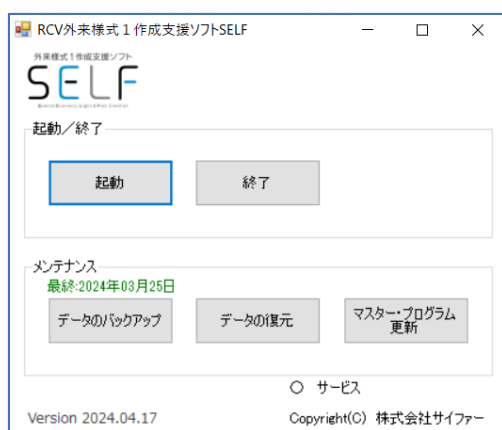 RCV外来様式１作成支援ソフトSELF
外来様式１作成支援ソフト
SELF
起動／終了
起動
終了
メンテナンス
最終:2024年03月25日
データのバックアップ
データの復元
マスター・プログラム
更新
サービス
Version 2024.04.17
Copyright(C) 株式会社サイファー